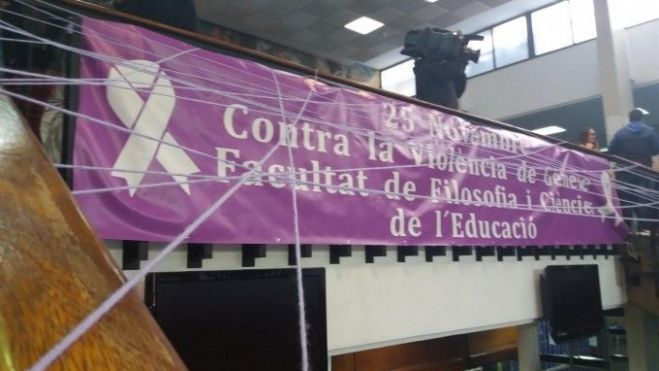 25 Novembre
Contra la Violència de Gènere
Facultat de Filosofia i Ciències
de l'Educació